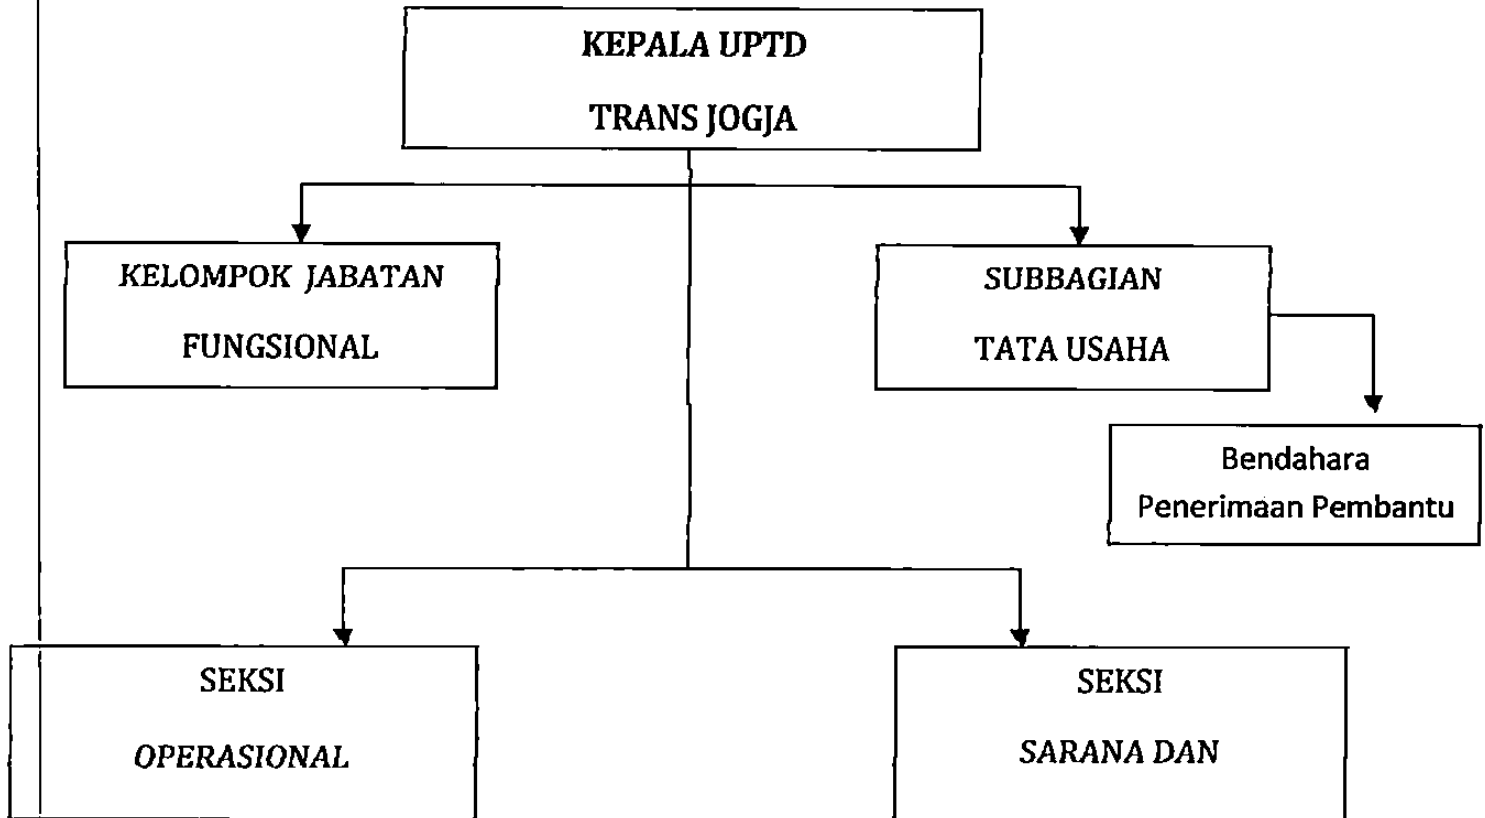 KEPALA UPTD
TRANS JOGJA
KELOMPOK JABATAN
FUNGSIONAL
SUBBAGIAN
TATA USAHA
Bendahara
Penerimaan Pembantu
SEKSI
OPERASIONAL
SEKSI
SARANA DAN